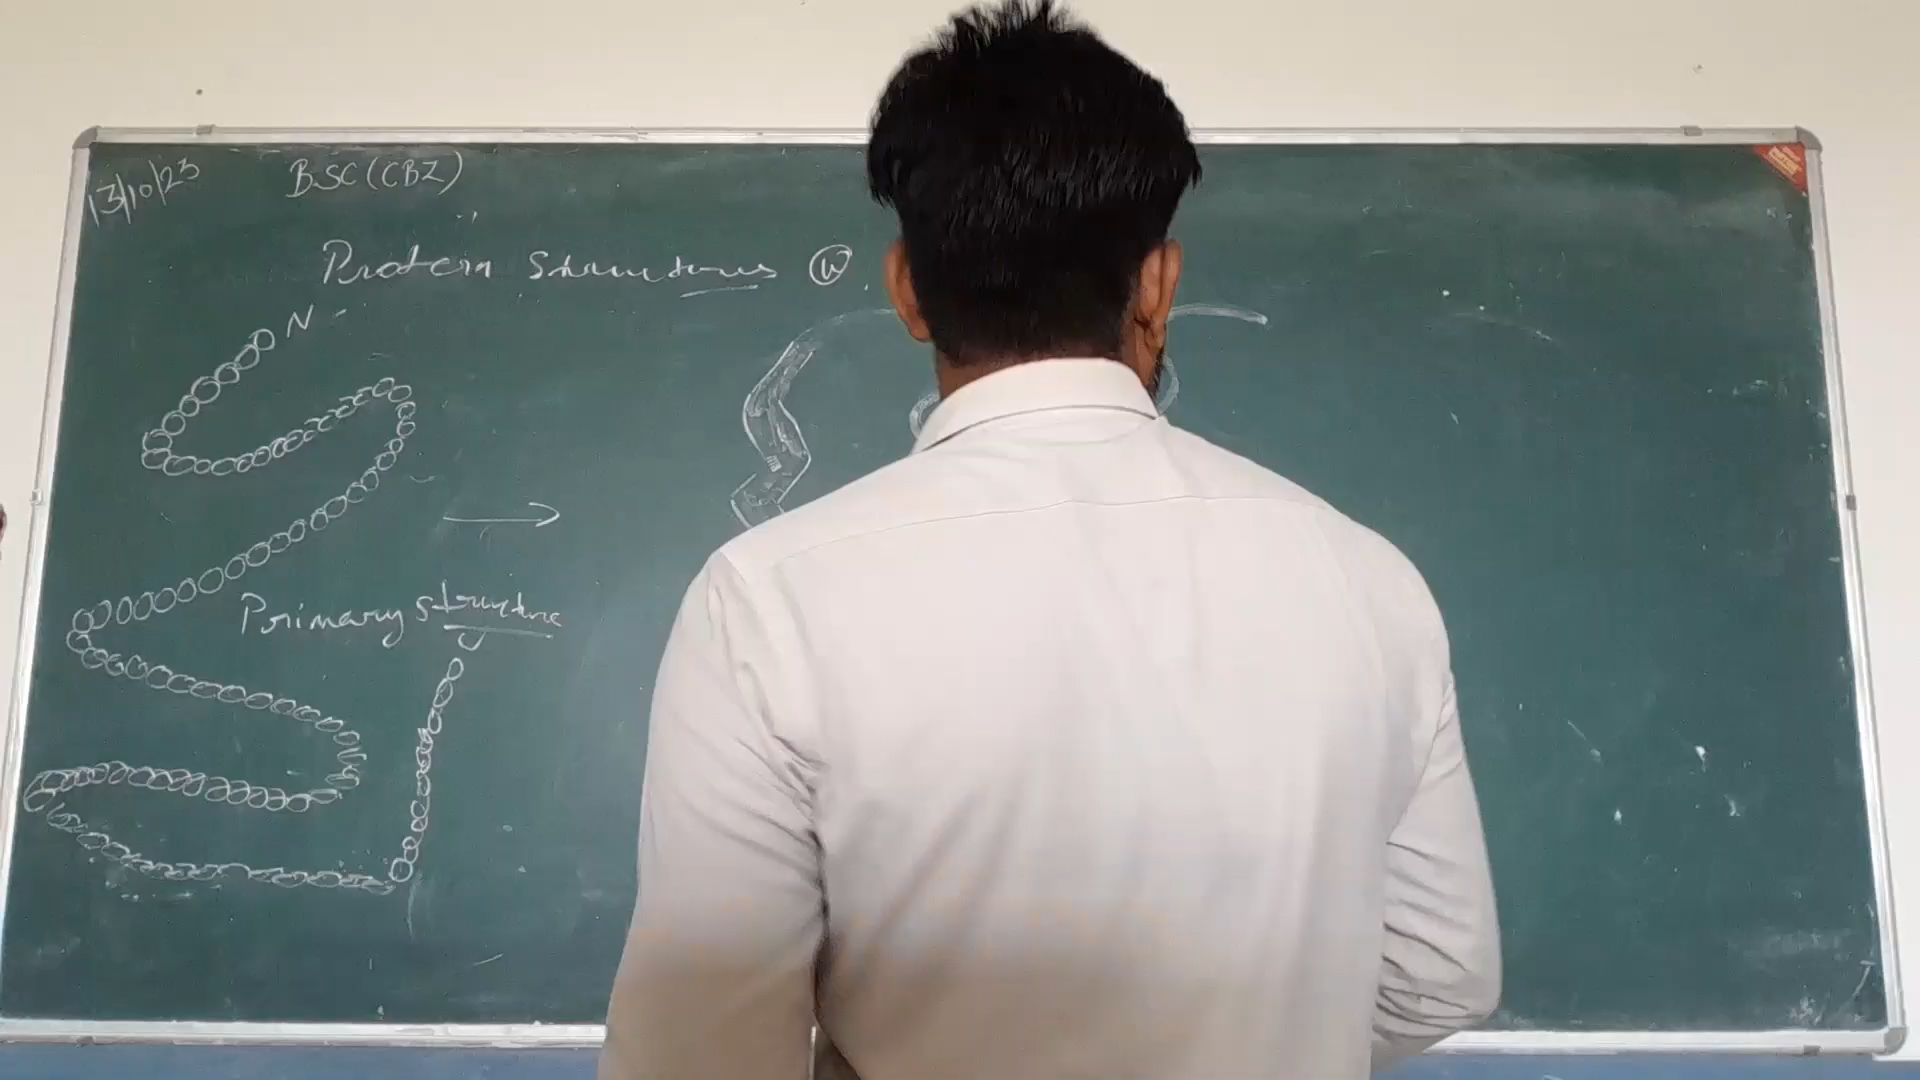 13/10/23
BSC (CBZ)
Protein Structures W
N
Primary structure